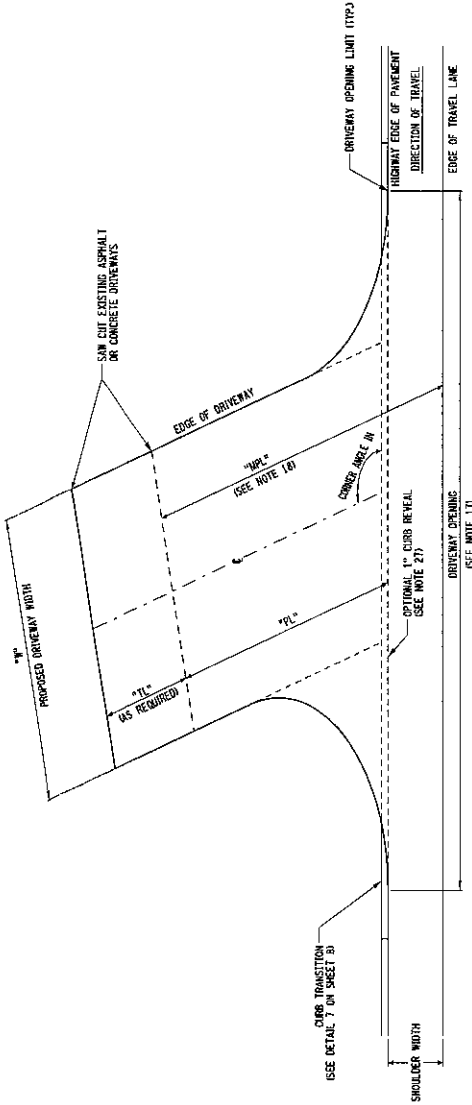 "W"
PROPOSED DRIVEWAY WIDTH
SAW CUT EXISTING ASPHALT
OR CONCRETE DRIVEWAYS
EDGE OF DRIVEWAY
"TL"
(AS REQUIRED)
"MPL"
(SEE NOTE 18)
"PL"
CORNER ANGLE IN
DRIVEWAY OPENING LIMIT (TYP.)
HIGHWAY EDGE OF PAVEMENT
DIRECTION OF TRAVEL
EDGE OF TRAVEL LANE
CURB TRANSITION
(SEE DETAIL 7 ON SHEET 8)
OPTIONAL 1" CURB REVEAL
(SEE NOTE 27)
SHOULDER WIDTH
DRIVEWAY OPENING
(SEE NOTE 17)